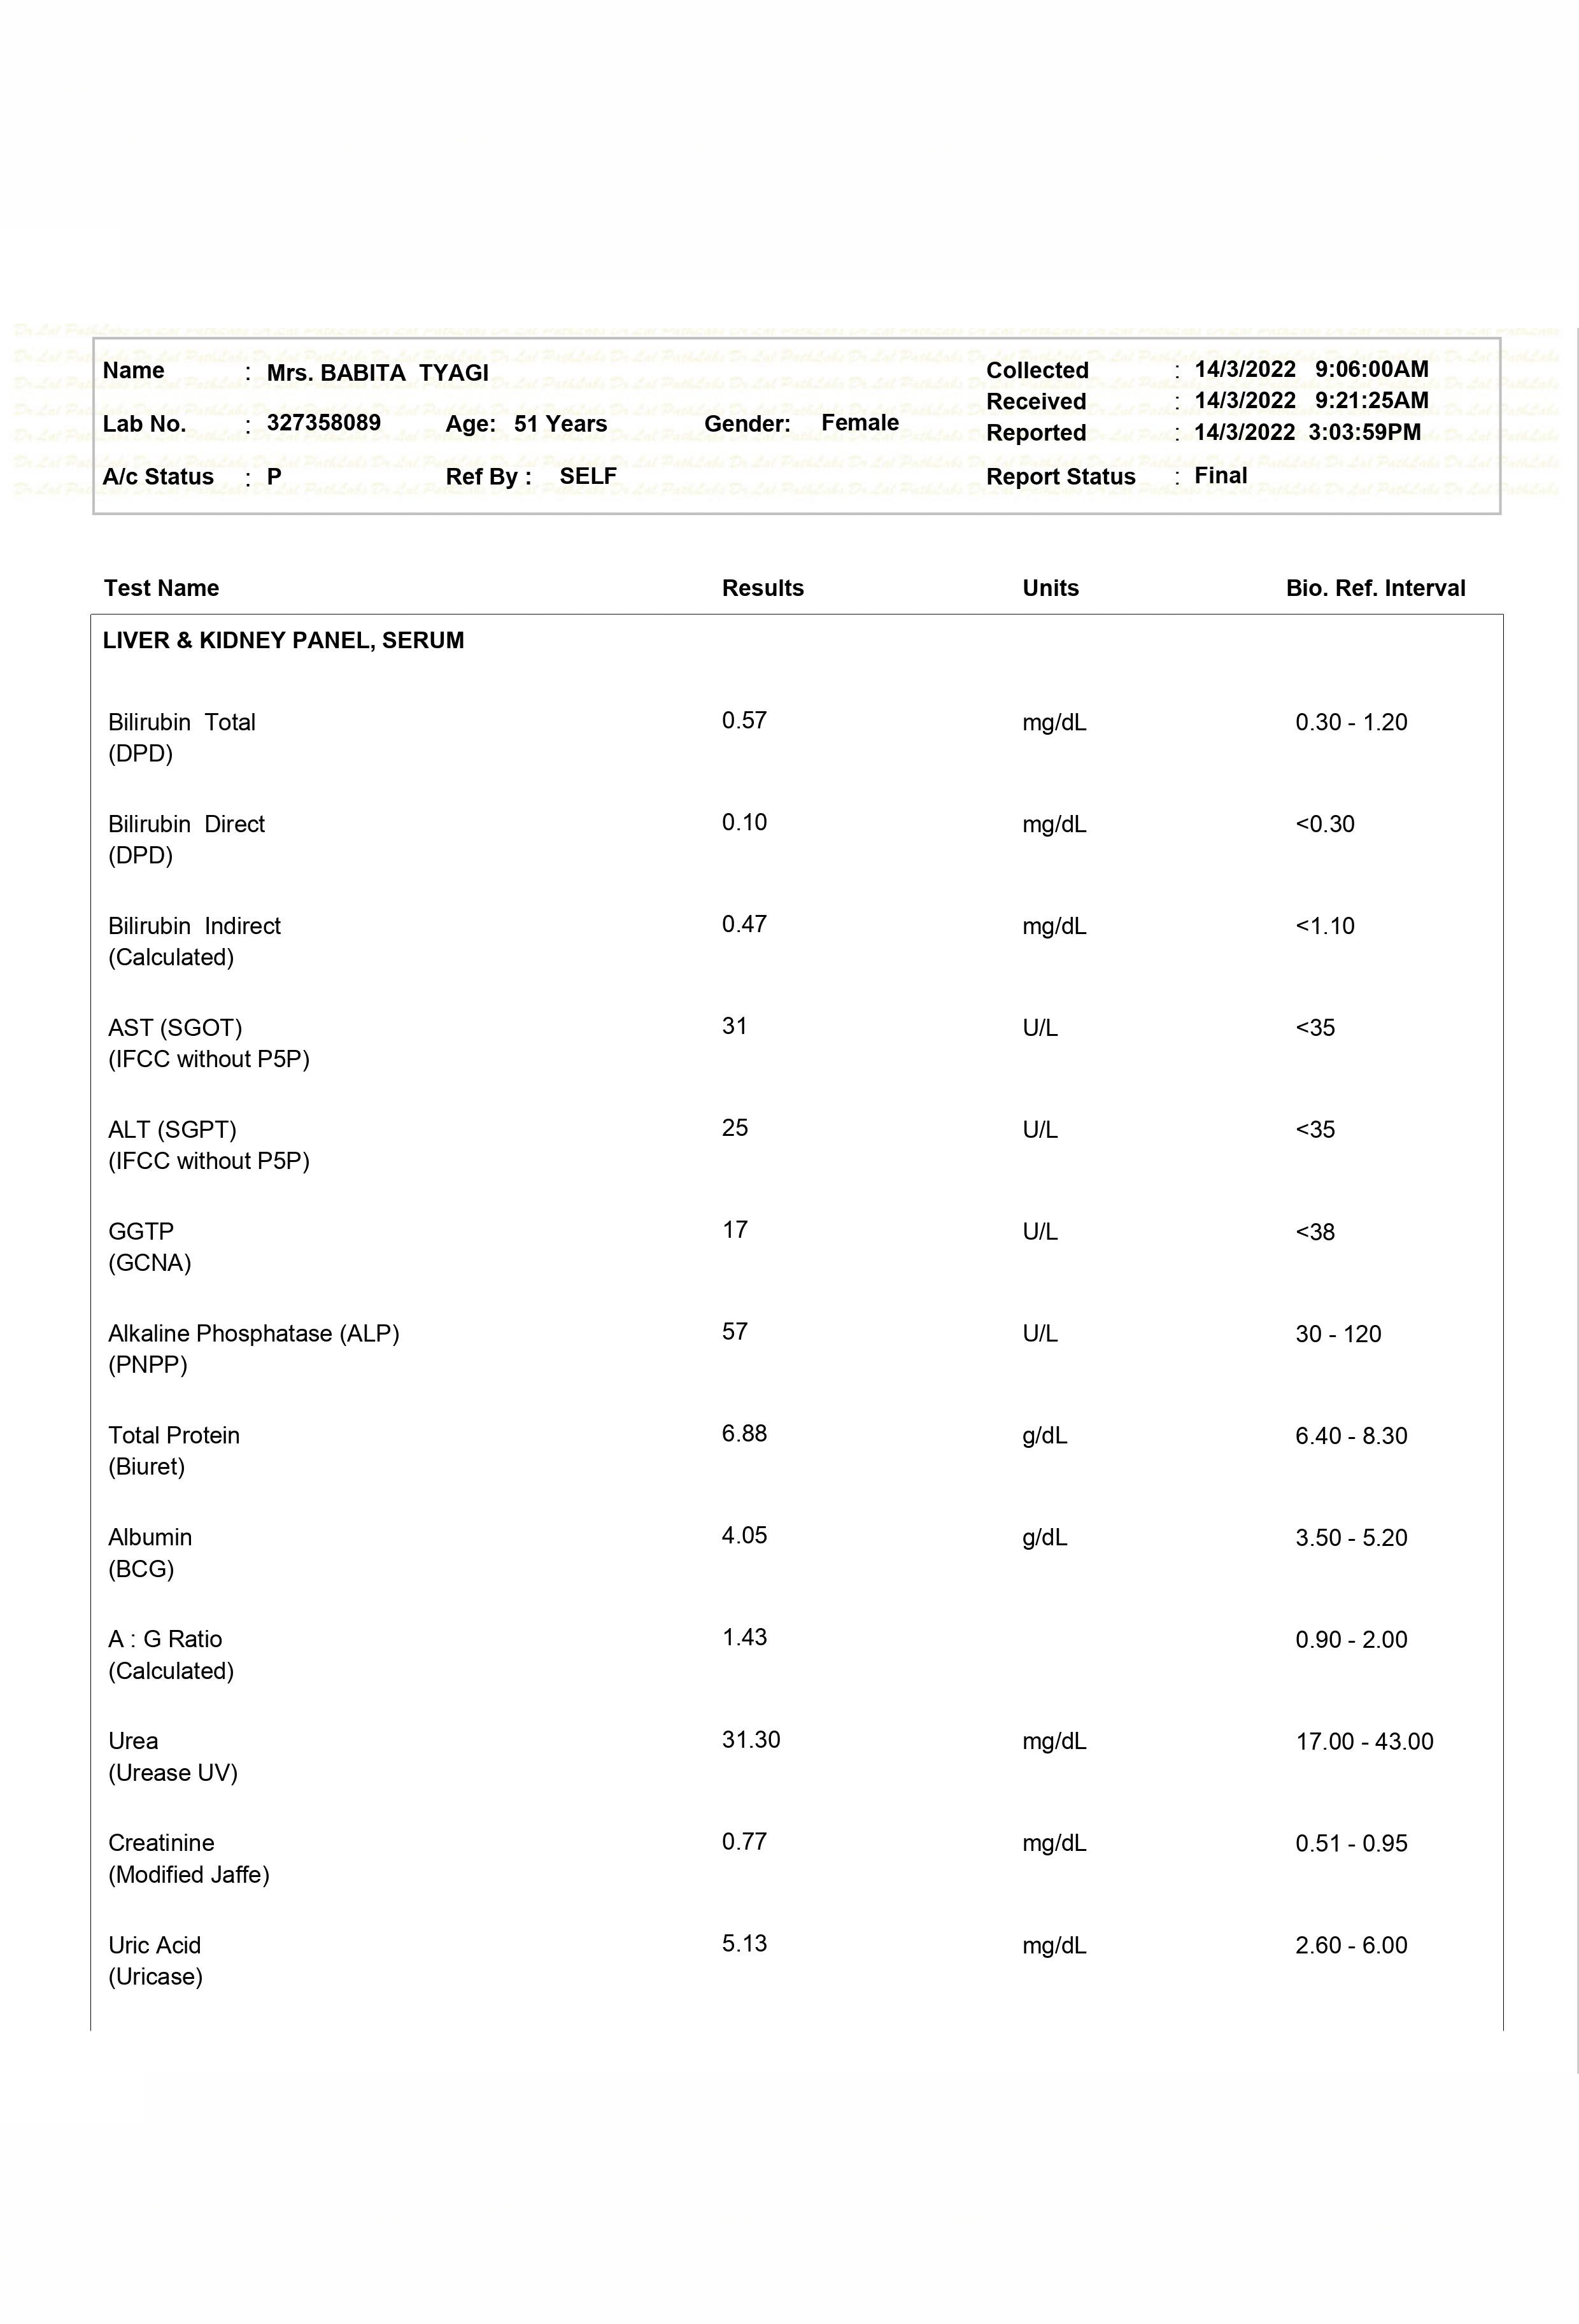 Name : Mrs. BABITA TYAGI
Collected : 14/3/2022 9:06:00AM
Received : 14/3/2022 9:21:25AM
Lab No. : 327358089 Age: 51 Years Gender: Female
Reported : 14/3/2022 3:03:59PM
A/c Status : P Ref By : SELF Report Status : Final
Test Name Results Units Bio. Ref. Interval
LIVER & KIDNEY PANEL, SERUM
Bilirubin Total 0.57 mg/dL 0.30 - 1.20
(DPD)
Bilirubin Direct 0.10 mg/dL <0.30
(DPD)
Bilirubin Indirect 0.47 mg/dL <1.10
(Calculated)
AST (SGOT) 31 U/L <35
(IFCC without P5P)
ALT (SGPT) 25 U/L <35
(IFCC without P5P)
GGTP 17 U/L <38
(GCNA)
Alkaline Phosphatase (ALP) 57 U/L 30 - 120
(PNPP)
Total Protein 6.88 g/dL 6.40 - 8.30
(Biuret)
Albumin 4.05 g/dL 3.50 - 5.20
(BCG)
A : G Ratio 1.43 0.90 - 2.00
(Calculated)
Urea 31.30 mg/dL 17.00 - 43.00
(Urease UV)
Creatinine 0.77 mg/dL 0.51 - 0.95
(Modified Jaffe)
Uric Acid 5.13 mg/dL 2.60 - 6.00
(Uricase)